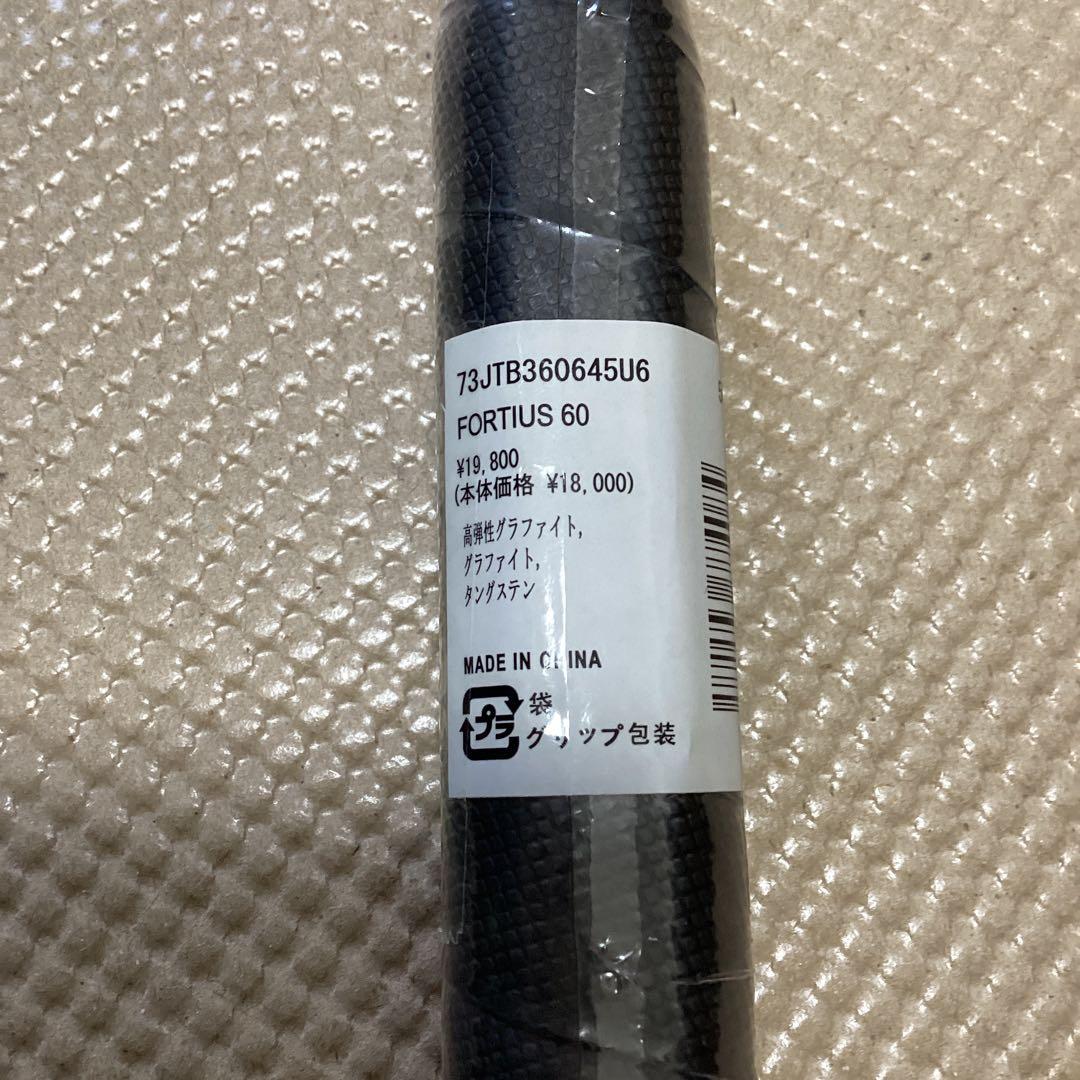 73JTB360645U6
FORTIUS 60
¥19,800
(本体価格 ¥18,000)
高弾性グラファイト,
グラファイト,
タングステン
MADE IN CHINA
プラ
袋
グリップ包装